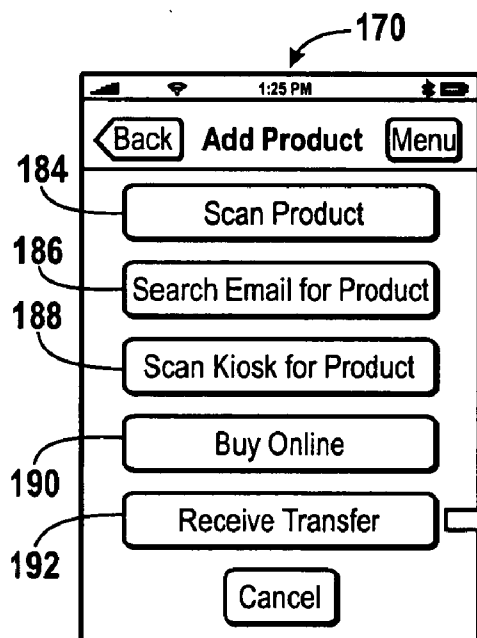 170
1:25 PM
Back Add Product Menu
184
Scan Product
186
Search Email for Product
188
Scan Kiosk for Product
190
Buy Online
192
Receive Transfer
Cancel